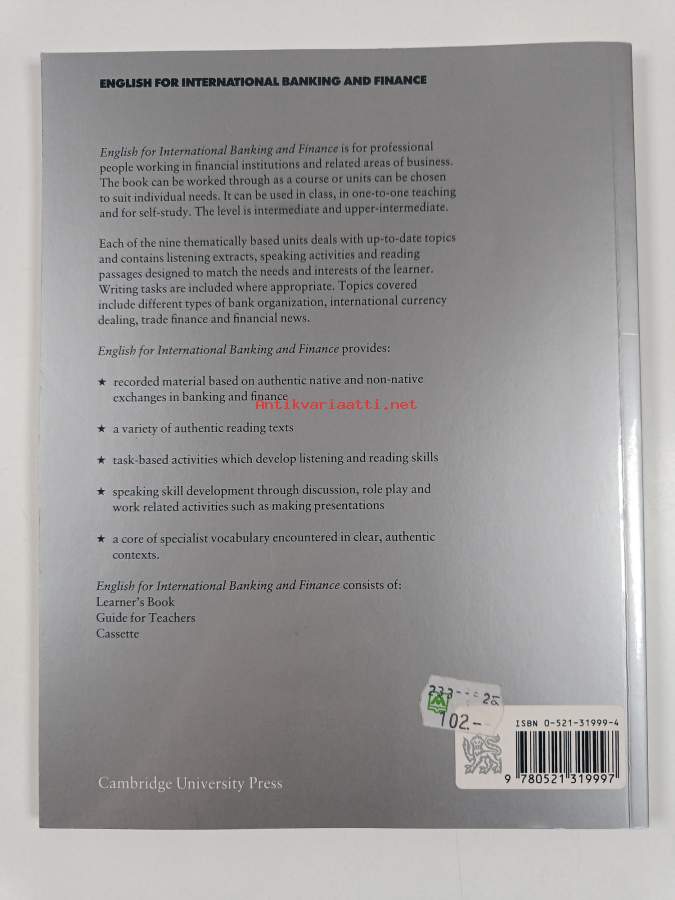 ENGLISH FOR INTERNATIONAL BANKING AND FINANCE
English for International Banking and Finance is for professional
people working in financial institutions and related areas of business.
The book can be worked through as a course or units can be chosen
to suit individual needs. It can be used in class, in one-to-one teaching
and for self-study. The level is intermediate and upper-intermediate.
Each of the nine thematically based units deals with up-to-date topics
and contains listening extracts, speaking activities and reading
passages designed to match the needs and interests of the learner.
Writing tasks are included where appropriate. Topics covered
include different types of bank organization, international currency
dealing, trade finance and financial news.
English for International Banking and Finance provides:
★ recorded material based on authentic native and non-native
exchanges in banking and finance
Antikvariaatti.net
★ a variety of authentic reading texts
★ task-based activities which develop listening and reading skills
★ speaking skill development through discussion, role play and
work related activities such as making presentations
★ a core of specialist vocabulary encountered in clear, authentic
contexts.
English for International Banking and Finance consists of:
Learner's Book
Guide for Teachers
Cassette
102.-
ISBN 0-521-31999-4
9 780521 319997
Cambridge University Press